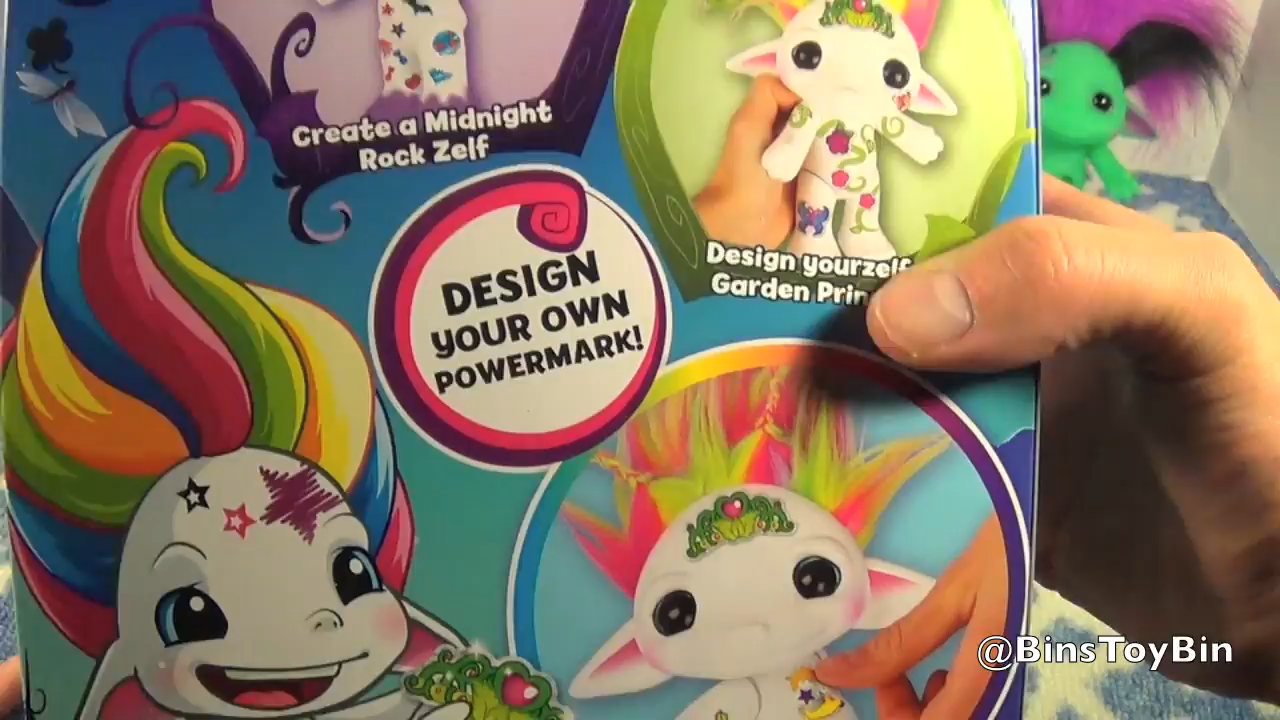 Create a Midnight
Rock Zelf
Design yourzelf
Garden
DESIGN
YOUR OWN
POWERMARK!
@BinsToyBin